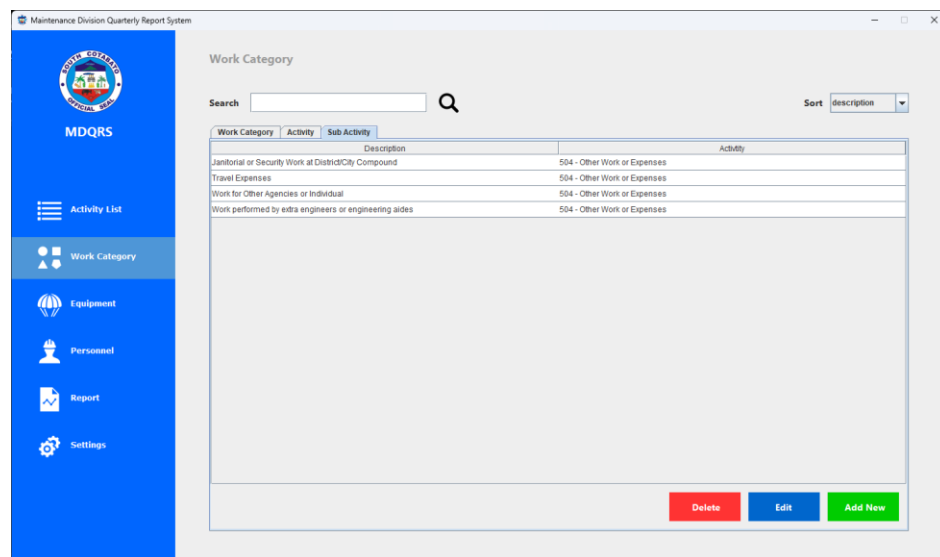 Maintenance Division Quarterly Report System
SOUTH COTABATO
OFFICIAL SEAL
MDQRS
Activity List
Work Category
Equipment
Personnel
Report
Settings
Work Category
Search
Sort description
Work Category Activity Sub Activity
Description Activity
Janitorial or Security Work at District/City Compound 504 - Other Work or Expenses
Travel Expenses 504 - Other Work or Expenses
Work for Other Agencies or Individual 504 - Other Work or Expenses
Work performed by extra engineers or engineering aides 504 - Other Work or Expenses
Delete Edit Add New